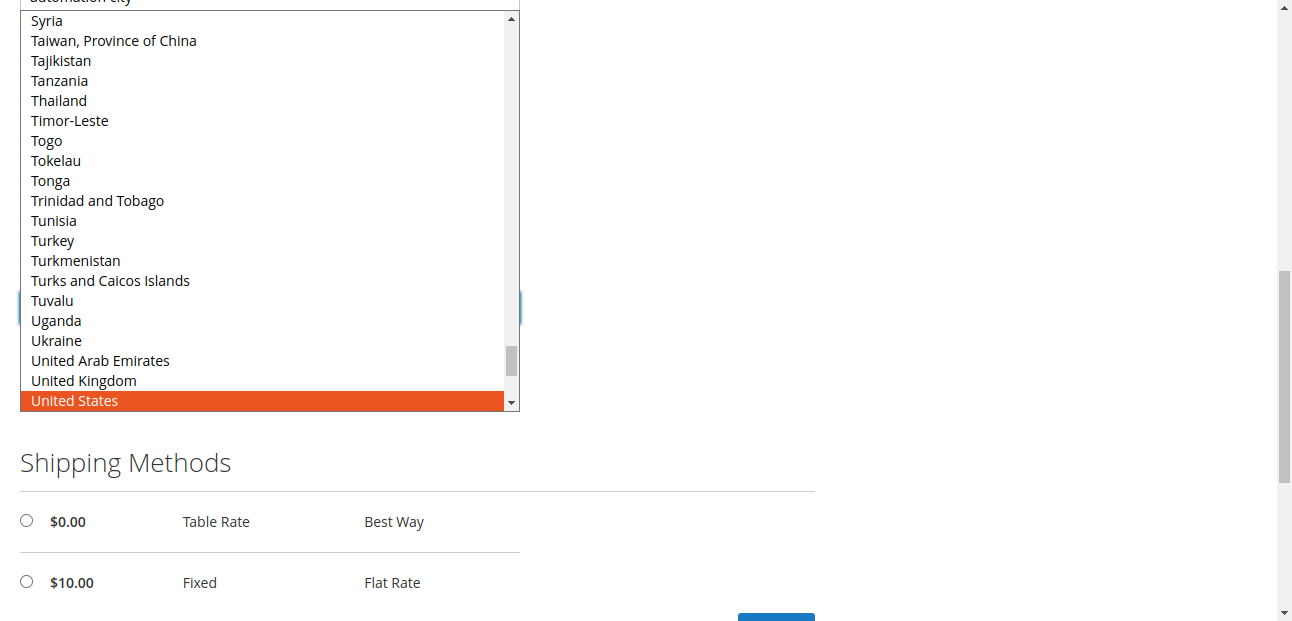 automation city
Syria
Taiwan, Province of China
Tajikistan
Tanzania
Thailand
Timor-Leste
Togo
Tokelau
Tonga
Trinidad and Tobago
Tunisia
Turkey
Turkmenistan
Turks and Caicos Islands
Tuvalu
Uganda
Ukraine
United Arab Emirates
United Kingdom
United States
Shipping Methods
$0.00 Table Rate Best Way
$10.00 Fixed Flat Rate